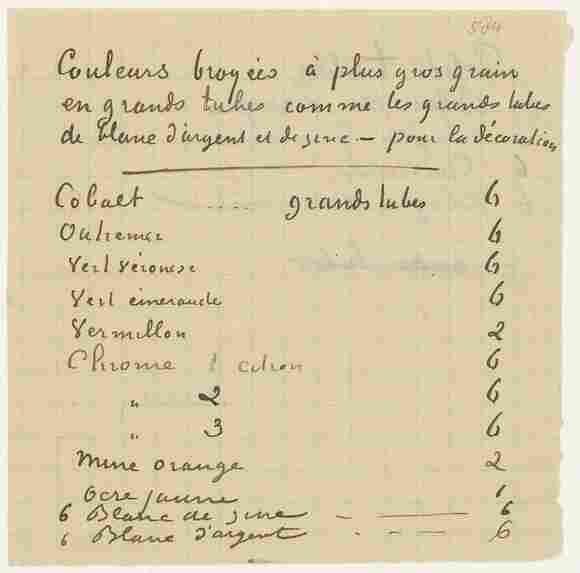 504
Couleurs broyées à plus gros grain
en grands tubes comme les grands tubes
de blanc d'argent et de zinc — pour la décoration
Cobalt .... grands tubes 6
Outremer 6
Vert véronese 6
Vert émeraude 6
Vermillon 2
Chrome 1 citron 6
" 2 6
" 3 6
Mine orange 2
Ocre jaune 1
6 Blanc de zinc - — 6
6 Blanc d'argent - - — 6